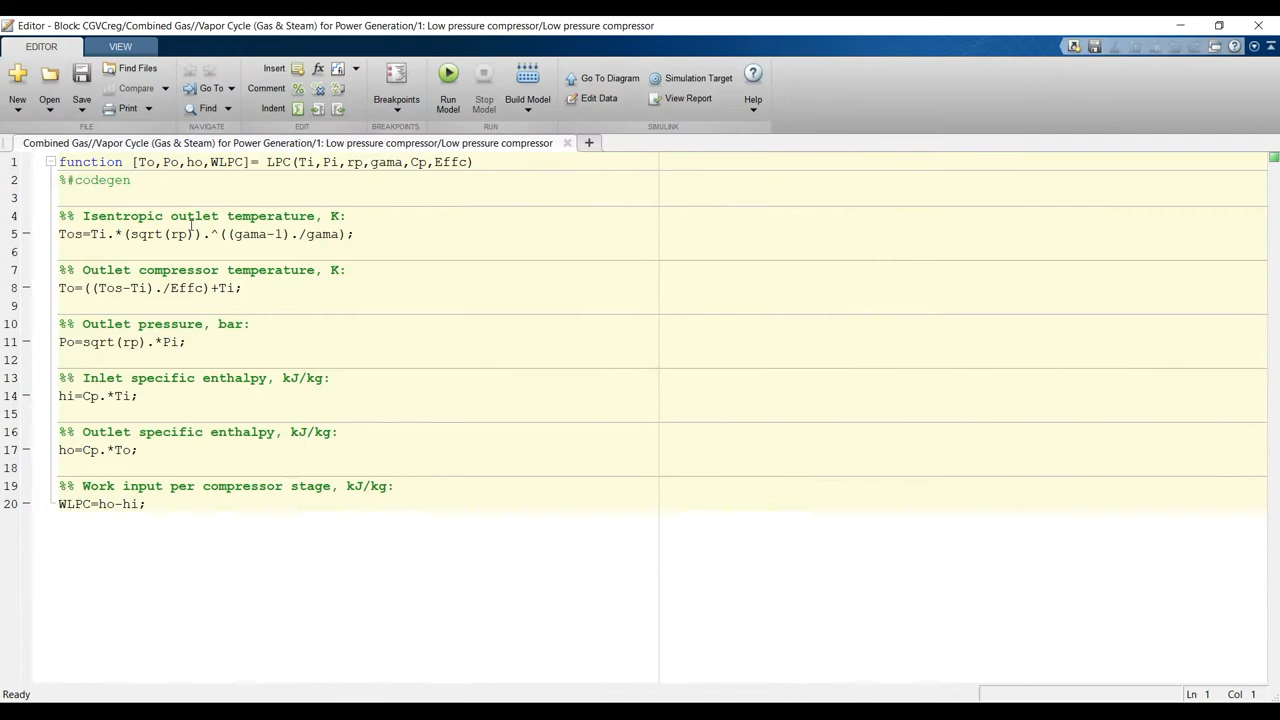 Editor - Block: CGVCreg/Combined Gas//Vapor Cycle (Gas & Steam) for Power Generation/1: Low pressure compressor/Low pressure compressor
EDITOR VIEW
New Open Save Find Files Compare Print
Go To Find
Insert Comment Indent
Breakpoints
Run Model Stop Model Build Model
Go To Diagram Simulation Target
Edit Data View Report
Help
FILE NAVIGATE EDIT BREAKPOINTS RUN SIMULINK
Combined Gas//Vapor Cycle (Gas & Steam) for Power Generation/1: Low pressure compressor/Low pressure compressor
1 function [To,Po,ho,WLPC]= LPC(Ti,Pi,rp,gama,Cp,Effc)
2 %#codegen
3
4 %% Isentropic outlet temperature, K:
5 Tos=Ti.*(sqrt(rp)).^((gama-1)./gama);
6
7 %% Outlet compressor temperature, K:
8 To=((Tos-Ti)./Effc)+Ti;
9
10 %% Outlet pressure, bar:
11 Po=sqrt(rp).*Pi;
12
13 %% Inlet specific enthalpy, kJ/kg:
14 hi=Cp.*Ti;
15
16 %% Outlet specific enthalpy, kJ/kg:
17 ho=Cp.*To;
18
19 %% Work input per compressor stage, kJ/kg:
20 WLPC=ho-hi;
Ready Ln 1 Col 1